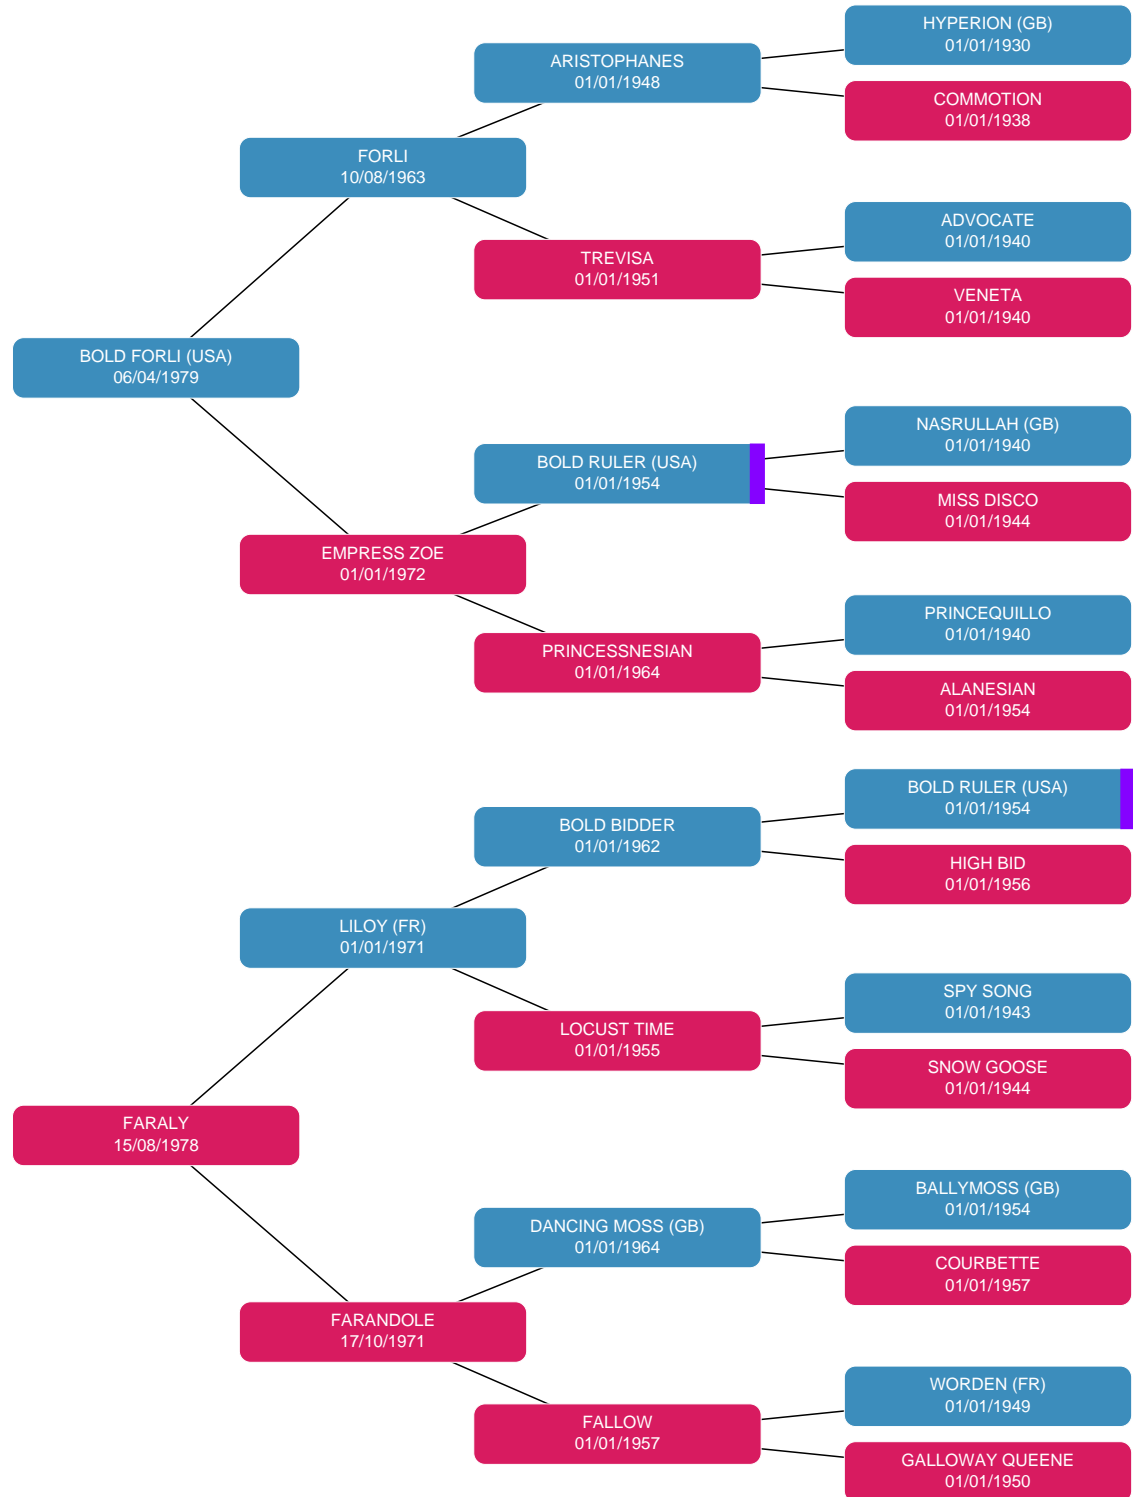 HYPERION (GB)
01/01/1930
ARISTOPHANES
01/01/1948
COMMOTION
01/01/1938
FORLI
10/08/1963
ADVOCATE
01/01/1940
TREVISA
01/01/1951
VENETA
01/01/1940
BOLD FORLI (USA)
06/04/1979
NASRULLAH (GB)
01/01/1940
BOLD RULER (USA)
01/01/1954
MISS DISCO
01/01/1944
EMPRESS ZOE
01/01/1972
PRINCEQUILLO
01/01/1940
PRINCESSNESIAN
01/01/1964
ALANESIAN
01/01/1954
BOLD RULER (USA)
01/01/1954
BOLD BIDDER
01/01/1962
HIGH BID
01/01/1956
LILOY (FR)
01/01/1971
SPY SONG
01/01/1943
LOCUST TIME
01/01/1955
SNOW GOOSE
01/01/1944
FARALY
15/08/1978
BALLYMOSS (GB)
01/01/1954
DANCING MOSS (GB)
01/01/1964
COURBETTE
01/01/1957
FARANDOLE
17/10/1971
WORDEN (FR)
01/01/1949
FALLOW
01/01/1957
GALLOWAY QUEENE
01/01/1950